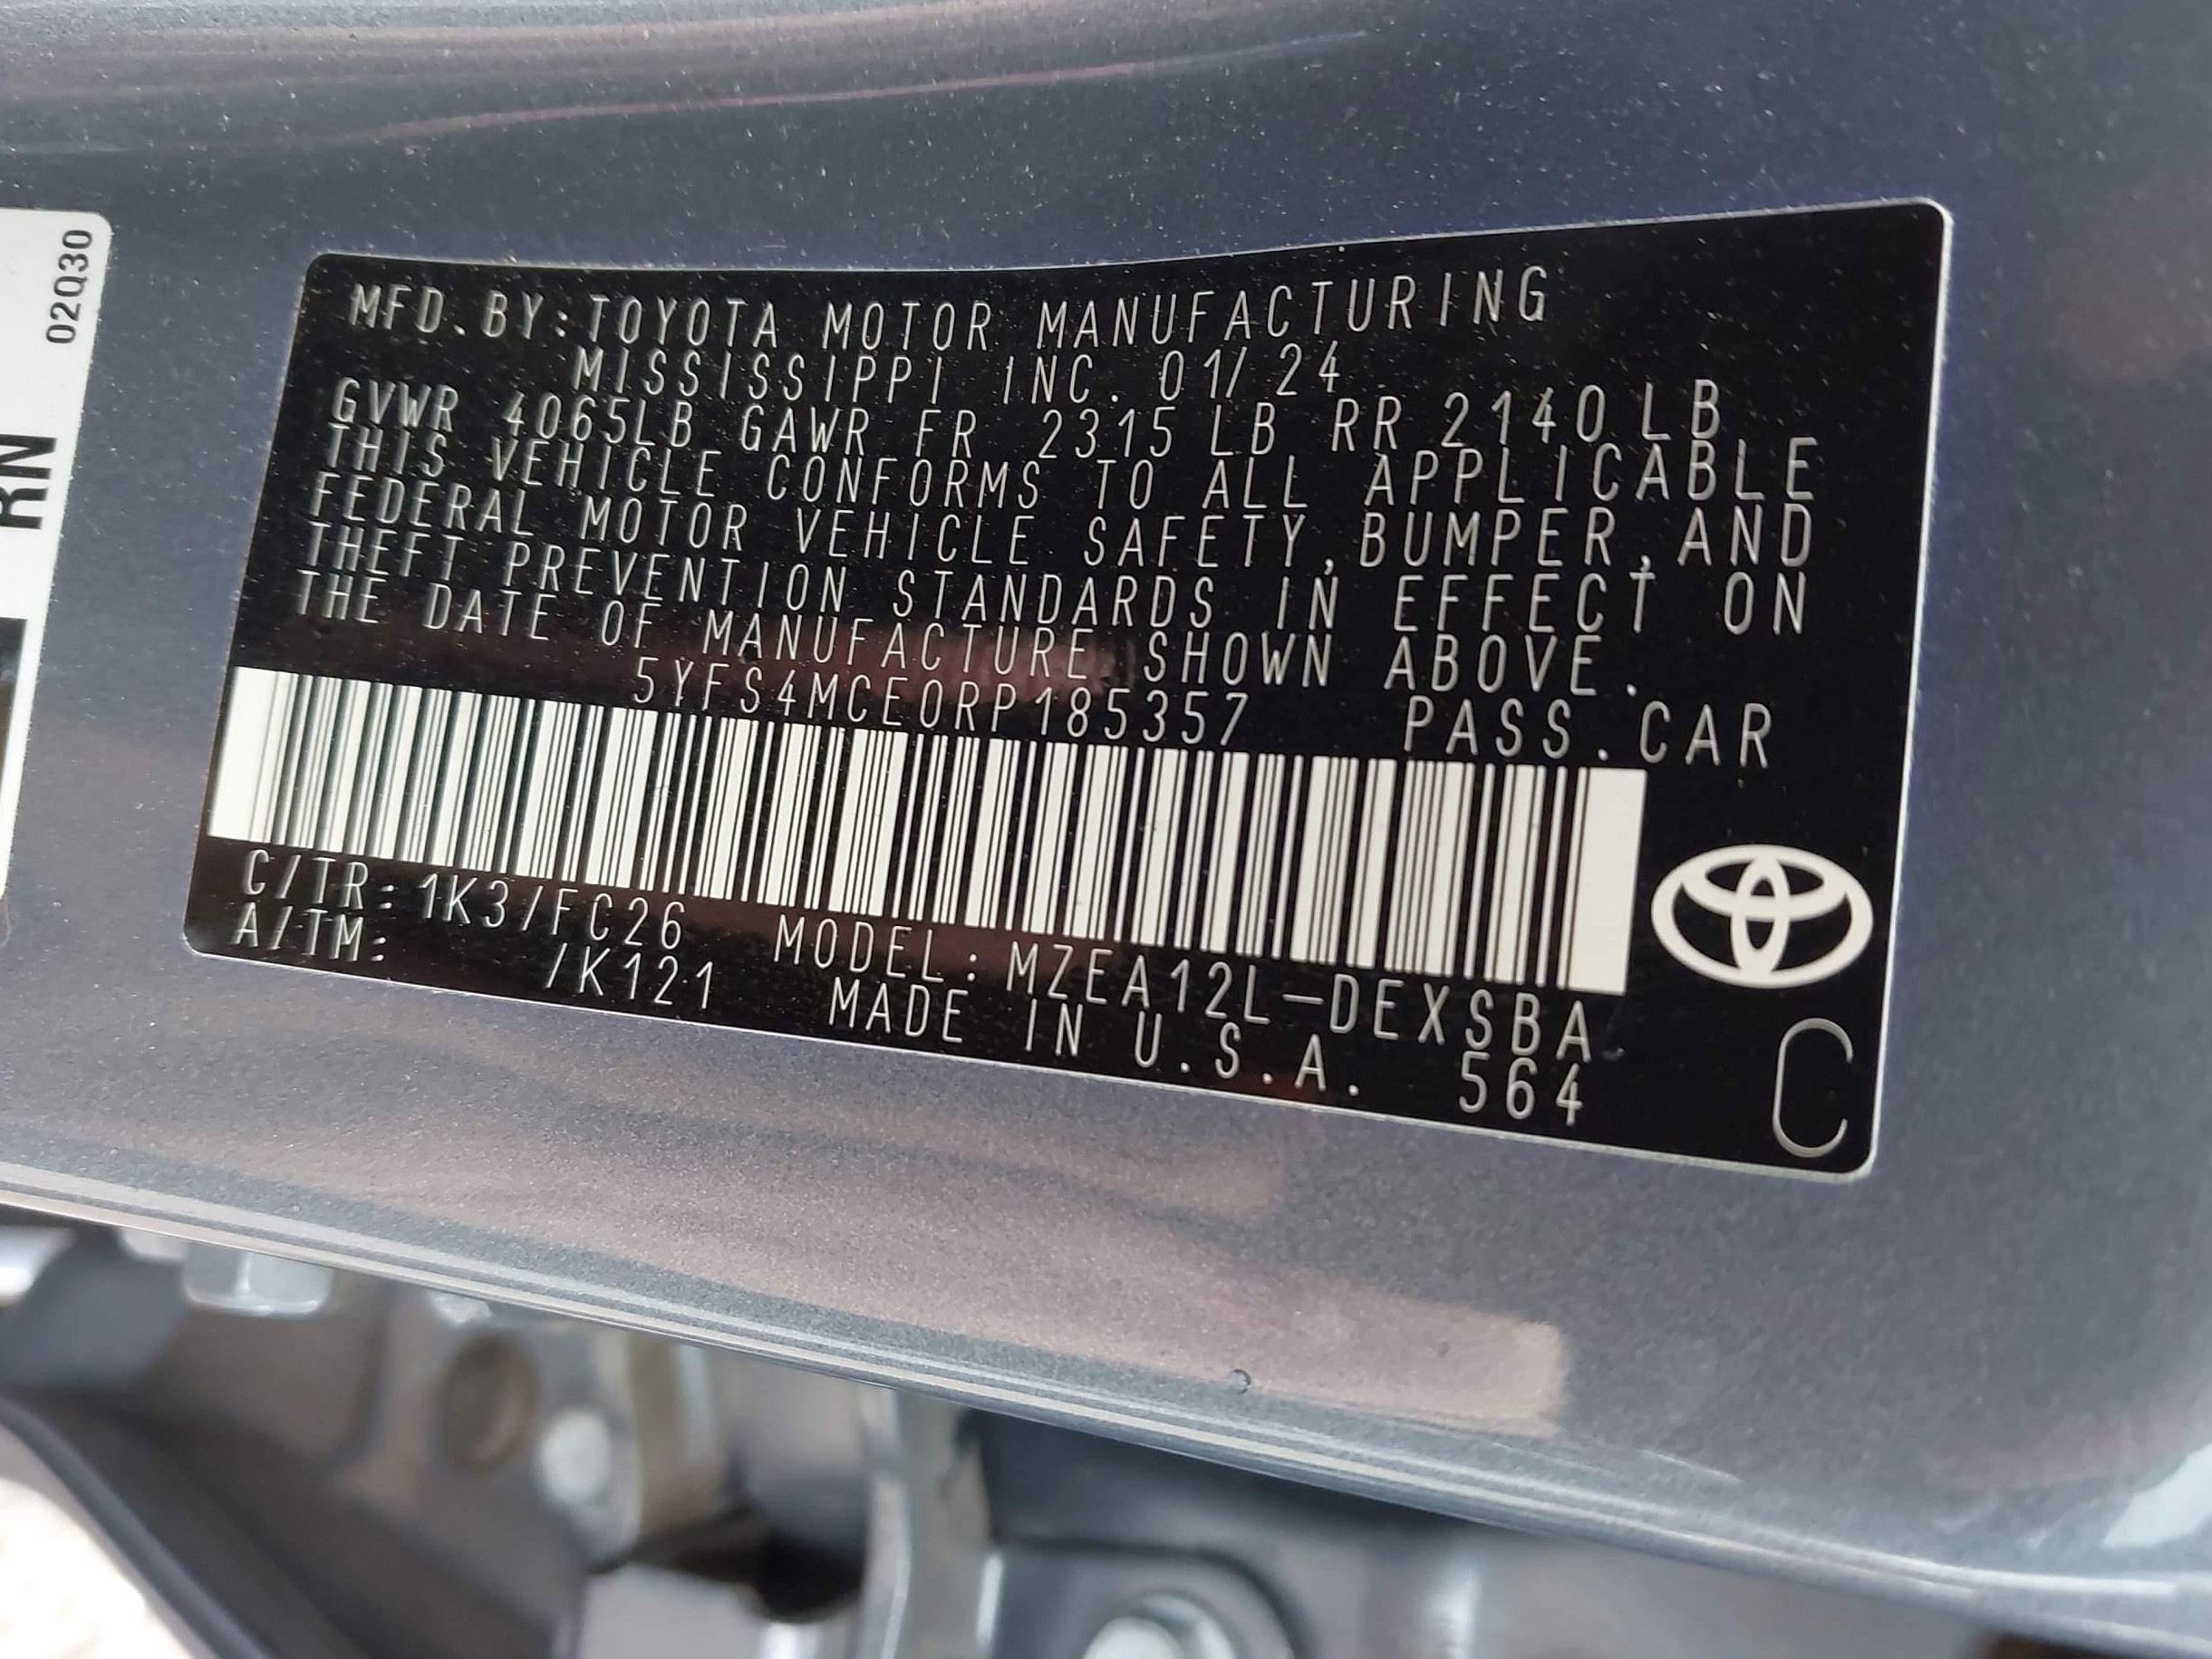 02Q30
RN
MFD.BY:TOYOTA MOTOR MANUFACTURING
MISSISSIPPI INC. 01/24
GVWR 4065LB GAWR FR 2315 LB RR 2140 LB
THIS VEHICLE CONFORMS TO ALL APPLICABLE
FEDERAL MOTOR VEHICLE SAFETY,BUMPER,AND
THEFT PREVENTION STANDARDS IN EFFECT ON
THE DATE OF MANUFACTURE SHOWN ABOVE.
5YFS4MCE0RP185357 PASS.CAR
C/TR:1K3/FC26 MODEL:MZEA12L-DEXSBA
A/TM: /K121 MADE IN U.S.A. 564
C